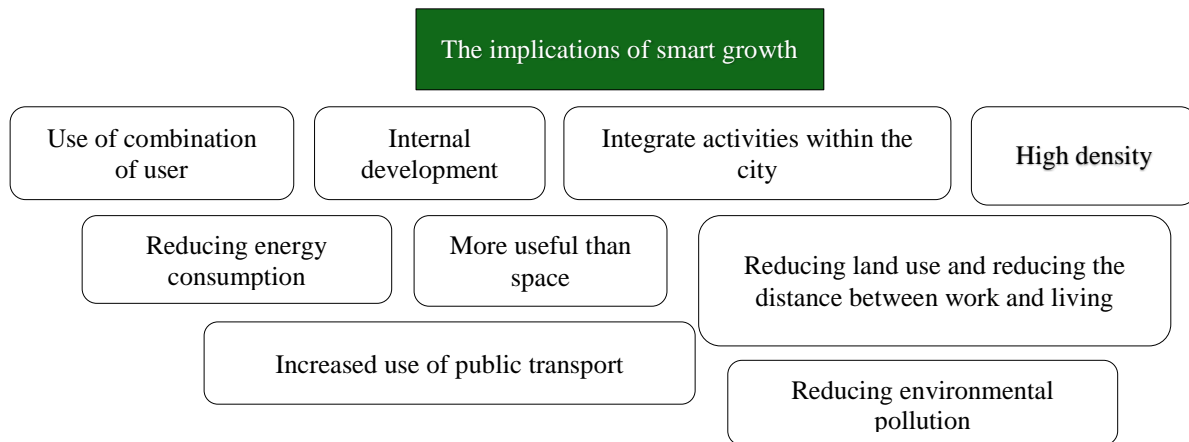 The implications of smart growth
Use of combination
of user
Internal
development
Integrate activities within the
city
High density
Reducing energy
consumption
More useful than
space
Reducing land use and reducing the
distance between work and living
Increased use of public transport
Reducing environmental
pollution